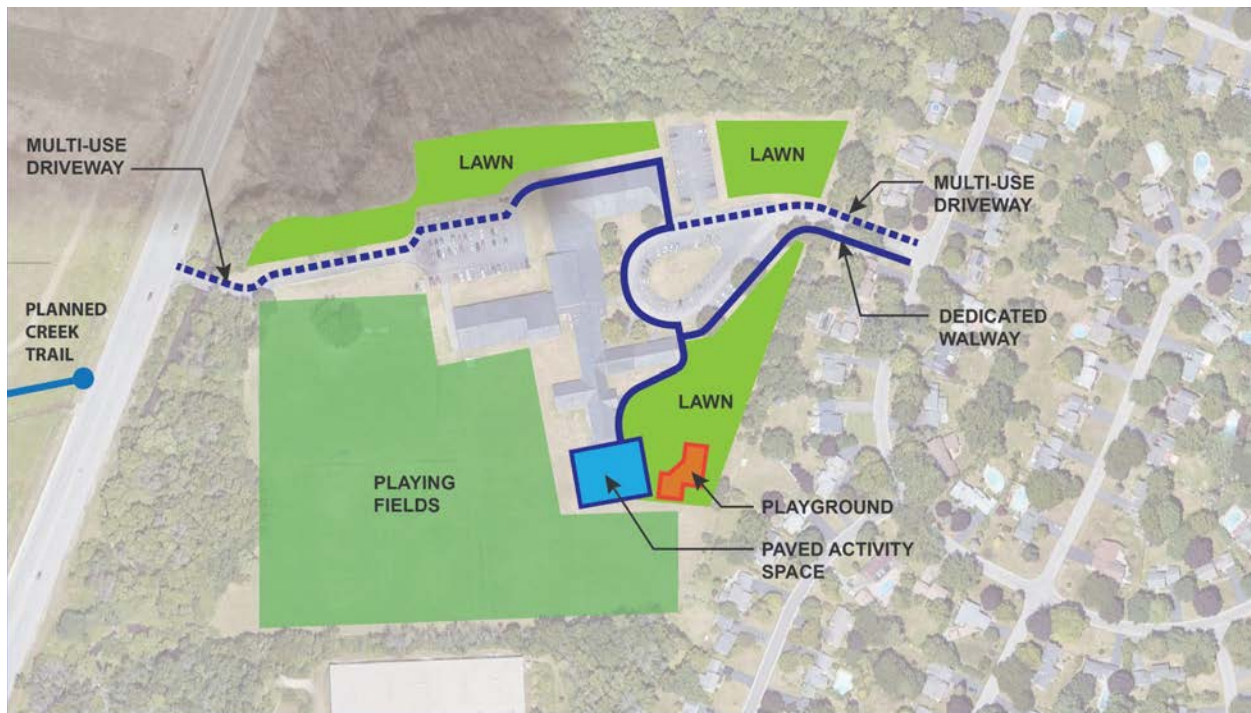 MULTI-USE
DRIVEWAY
LAWN
LAWN
MULTI-USE
DRIVEWAY
PLANNED
CREEK
TRAIL
DEDICATED
WALWAY
LAWN
PLAYING
FIELDS
PLAYGROUND
PAVED ACTIVITY
SPACE